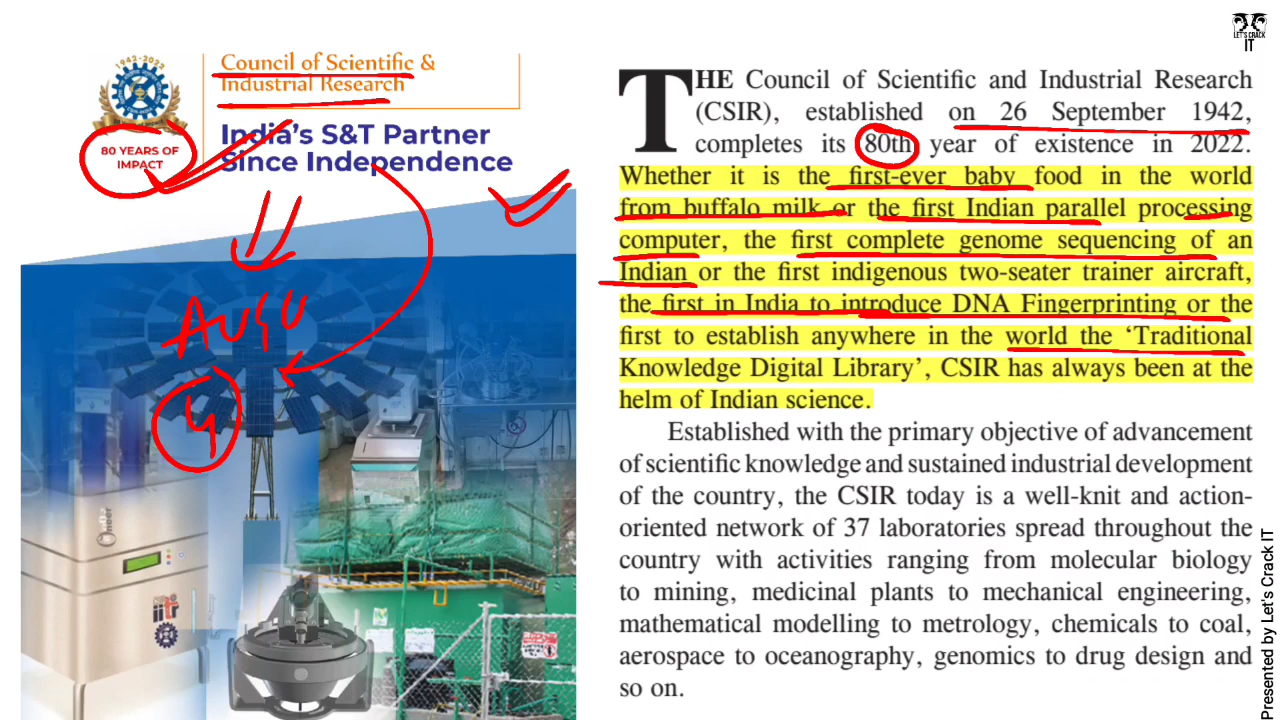 1942-2022
80 YEARS OF
IMPACT
Council of Scientific &
Industrial Research
India's S&T Partner
Since Independence
LET'S CRACK
IT
THE Council of Scientific and Industrial Research
(CSIR), established on 26 September 1942,
completes its 80th year of existence in 2022.
Whether it is the first-ever baby food in the world
from buffalo milk or the first Indian parallel processing
computer, the first complete genome sequencing of an
Indian or the first indigenous two-seater trainer aircraft,
the first in India to introduce DNA Fingerprinting or the
first to establish anywhere in the world the ‘Traditional
Knowledge Digital Library’, CSIR has always been at the
helm of Indian science.
Established with the primary objective of advancement
of scientific knowledge and sustained industrial development
of the country, the CSIR today is a well-knit and action-
oriented network of 37 laboratories spread throughout the
country with activities ranging from molecular biology
to mining, medicinal plants to mechanical engineering,
mathematical modelling to metrology, chemicals to coal,
aerospace to oceanography, genomics to drug design and
so on.
Presented by Let's Crack IT